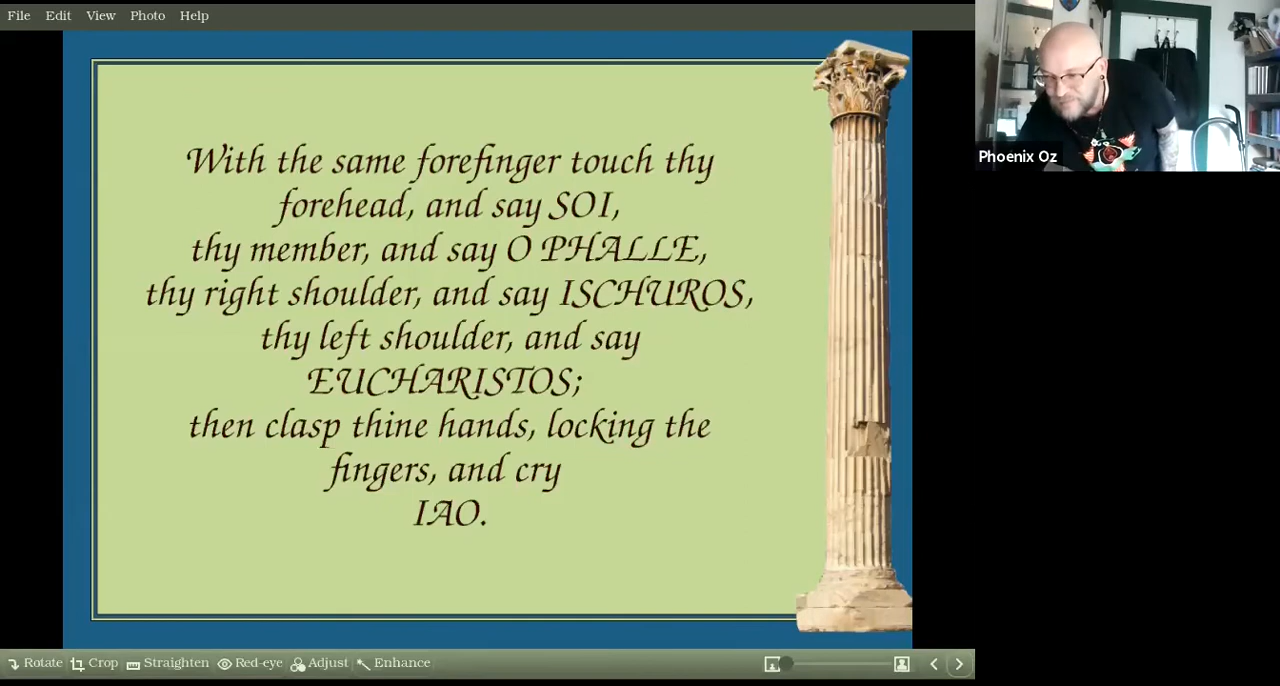 File Edit View Photo Help
With the same forefinger touch thy
forehead, and say SOI,
thy member, and say O PHALLE,
thy right shoulder, and say ISCHUROS,
thy left shoulder, and say
EUCHARISTOS;
then clasp thine hands, locking the
fingers, and cry
IAO.
Phoenix Oz
Rotate Crop Straighten Red-eye Adjust Enhance